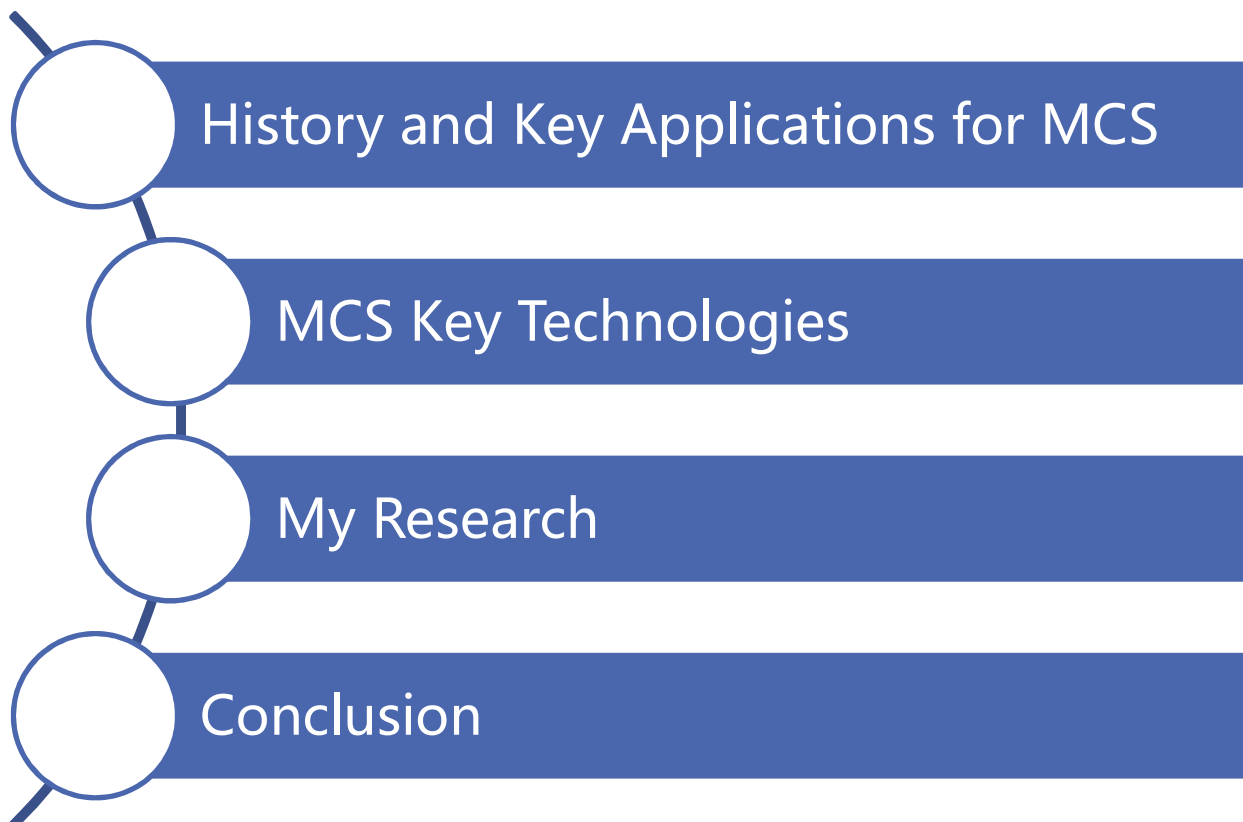 History and Key Applications for MCS
MCS Key Technologies
My Research
Conclusion